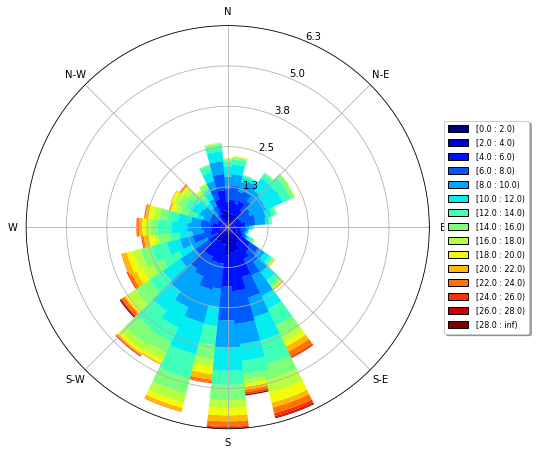 N
6.3
5.0
3.8
2.5
1.3
N-W
N-E
W
E
S-W
S-E
S
[0.0 : 2.0)
[2.0 : 4.0)
[4.0 : 6.0)
[6.0 : 8.0)
[8.0 : 10.0)
[10.0 : 12.0)
[12.0 : 14.0)
[14.0 : 16.0)
[16.0 : 18.0)
[18.0 : 20.0)
[20.0 : 22.0)
[22.0 : 24.0)
[24.0 : 26.0)
[26.0 : 28.0)
[28.0 : inf)